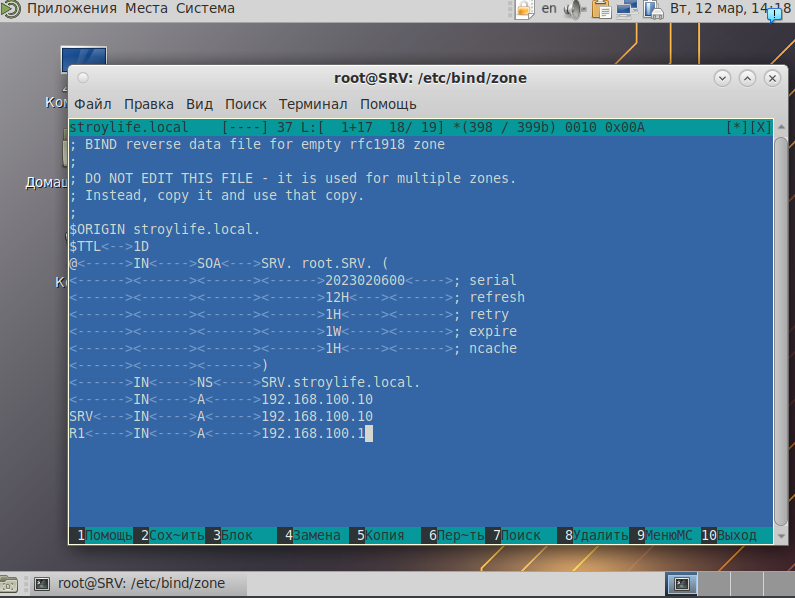 Приложения Места Система
en
Вт, 12 мар, 14:18
root@SRV: /etc/bind/zone
Файл Правка Вид Поиск Терминал Помощь
stroylife.local [----] 37 L:[ 1+17 18/ 19] *(398 / 399b) 0010 0x00A [*][X]
; BIND reverse data file for empty rfc1918 zone
;
; DO NOT EDIT THIS FILE - it is used for multiple zones.
; Instead, copy it and use that copy.
;
$ORIGIN stroylife.local.
$TTL<-->1D
@<----->IN<---->SOA<--->SRV. root.SRV. (
<------><------><------><------>2023020600<---->; serial
<------><------><------><------>12H<---><------>; refresh
<------><------><------><------>1H<----><------>; retry
<------><------><------><------>1W<----><------>; expire
<------><------><------><------>1H<----><------>; ncache
<------><------><------>)
<------>IN<---->NS<---->SRV.stroylife.local.
<------>IN<---->A<----->192.168.100.10
SRV<--->IN<---->A<----->192.168.100.10
R1<---->IN<---->A<----->192.168.100.1
1Помощь 2Сох~ить 3Блок 4Замена 5Копия 6Пер~ть 7Поиск 8Удалить 9МенюМС 10Выход
root@SRV: /etc/bind/zone